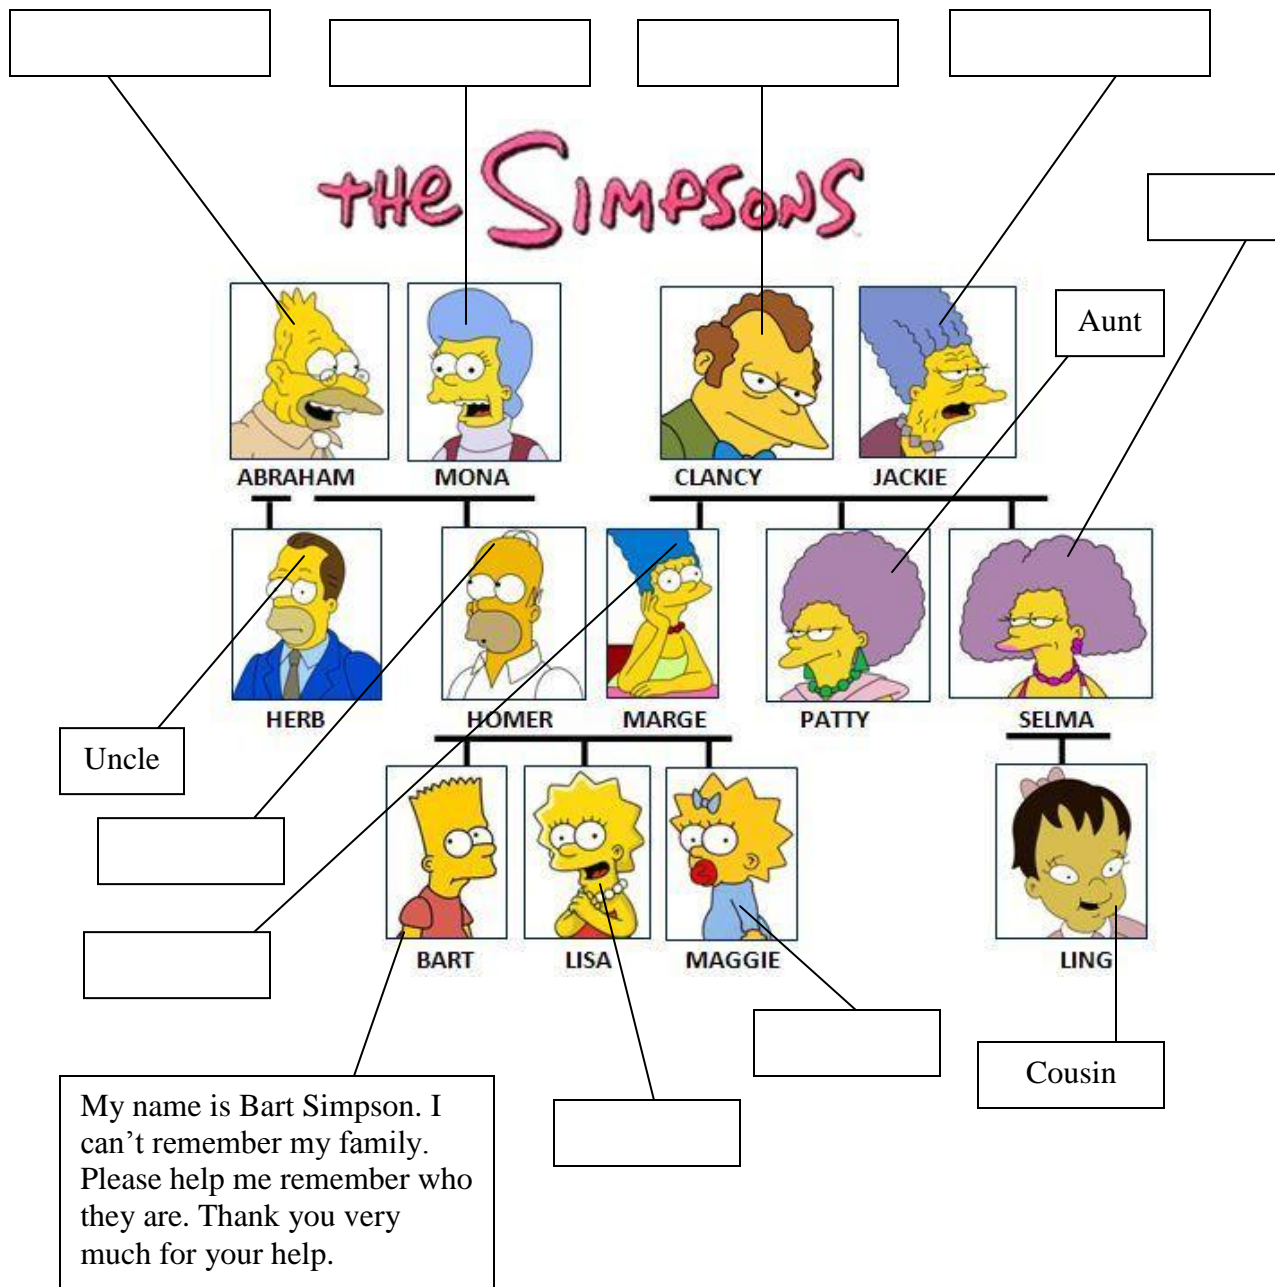 the Simpsons
Aunt
ABRAHAM MONA CLANCY JACKIE
HERB HOMER MARGE PATTY SELMA
Uncle
BART LISA MAGGIE LING
Cousin
My name is Bart Simpson. I
can’t remember my family.
Please help me remember who
they are. Thank you very
much for your help.